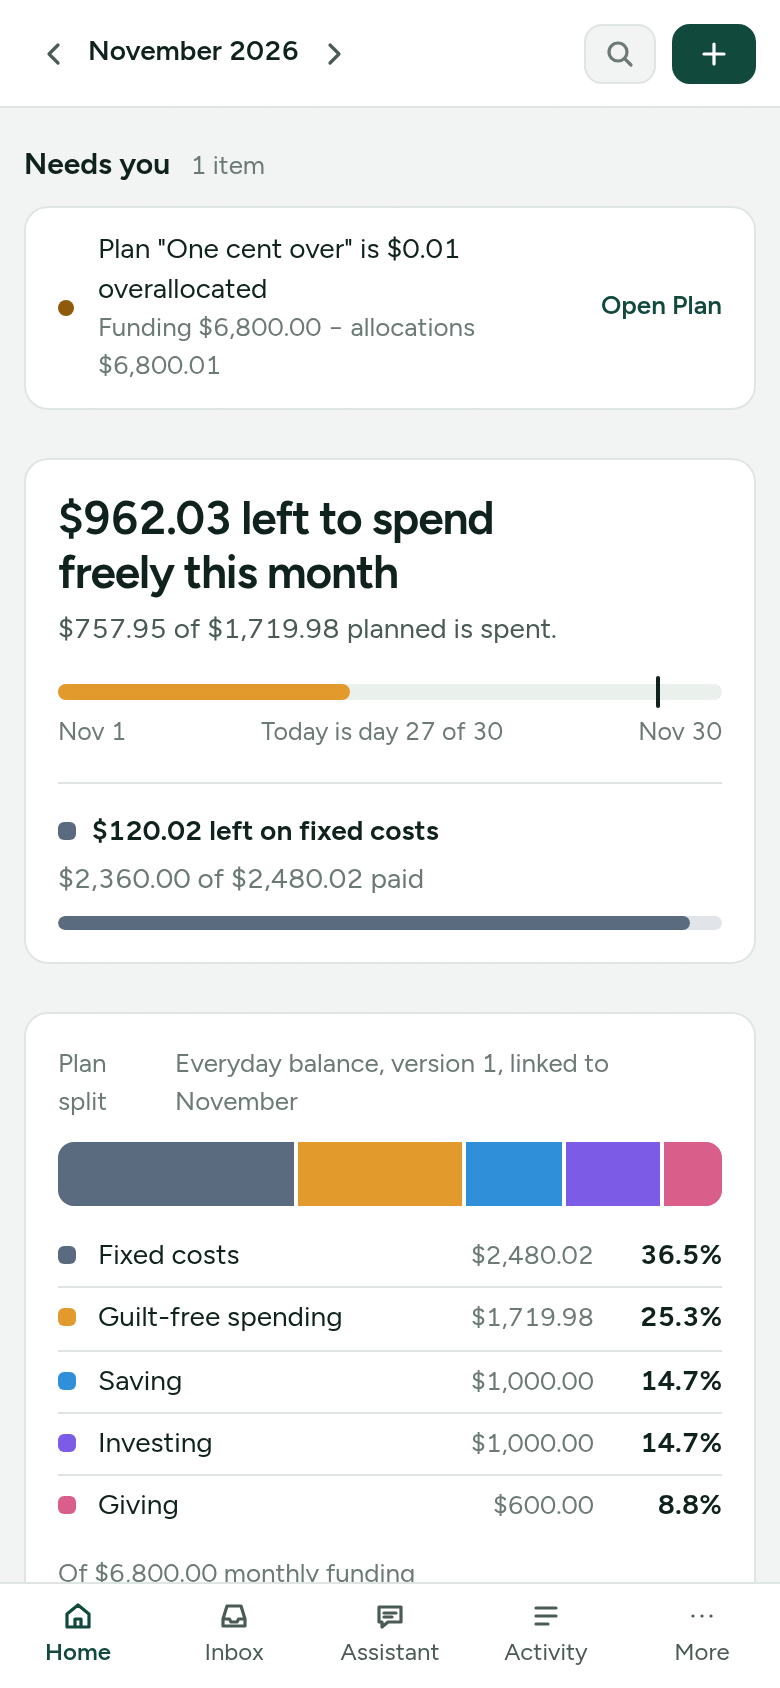 November 2026
Needs you 1 item
Plan "One cent over" is $0.01
overallocated
Funding $6,800.00 − allocations
$6,800.01
Open Plan
$962.03 left to spend
freely this month
$757.95 of $1,719.98 planned is spent.
Nov 1 Today is day 27 of 30 Nov 30
$120.02 left on fixed costs
$2,360.00 of $2,480.02 paid
Plan
split
Everyday balance, version 1, linked to
November
Fixed costs $2,480.02 36.5%
Guilt-free spending $1,719.98 25.3%
Saving $1,000.00 14.7%
Investing $1,000.00 14.7%
Giving $600.00 8.8%
Of $6,800.00 monthly funding
Home Inbox Assistant Activity More